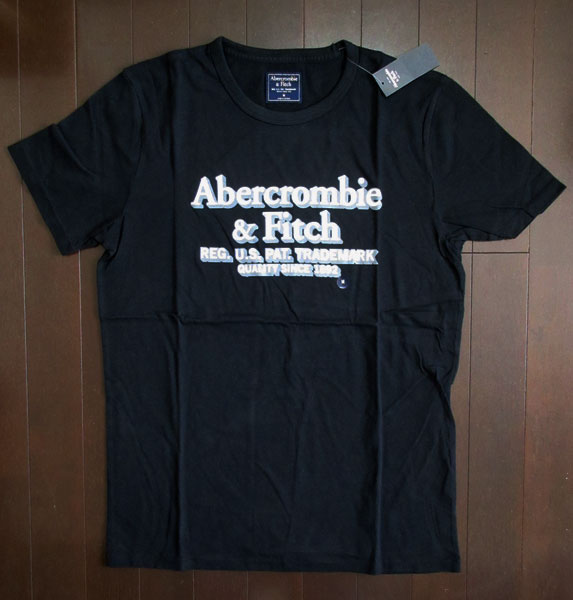 Abercrombie
& Fitch
M
Abercrombie
& Fitch
REG. U.S. PAT. TRADEMARK
QUALITY SINCE 1892
M